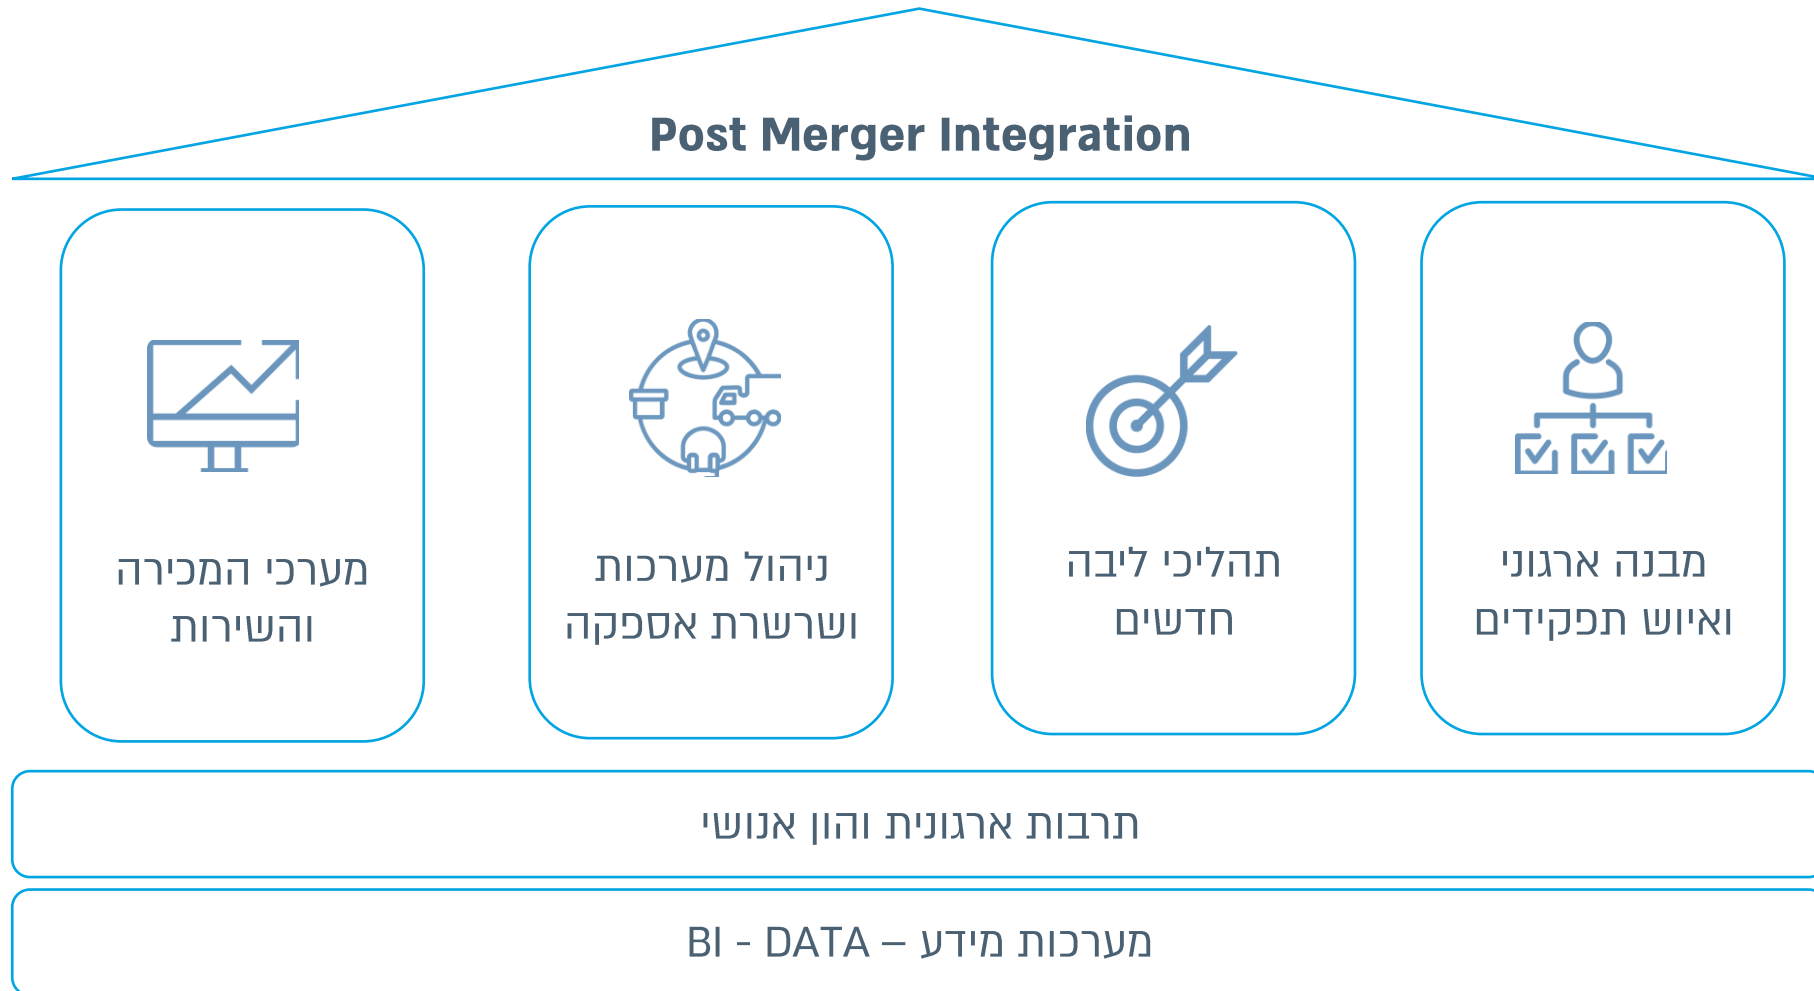 Post Merger Integration
מבנה ארגוני
ואיוש תפקידים
תהליכי ליבה
חדשים
ניהול מערכות
ושרשרת אספקה
מערכי המכירה
והשירות
תרבות ארגונית והון אנושי
מערכות מידע – BI - DATA